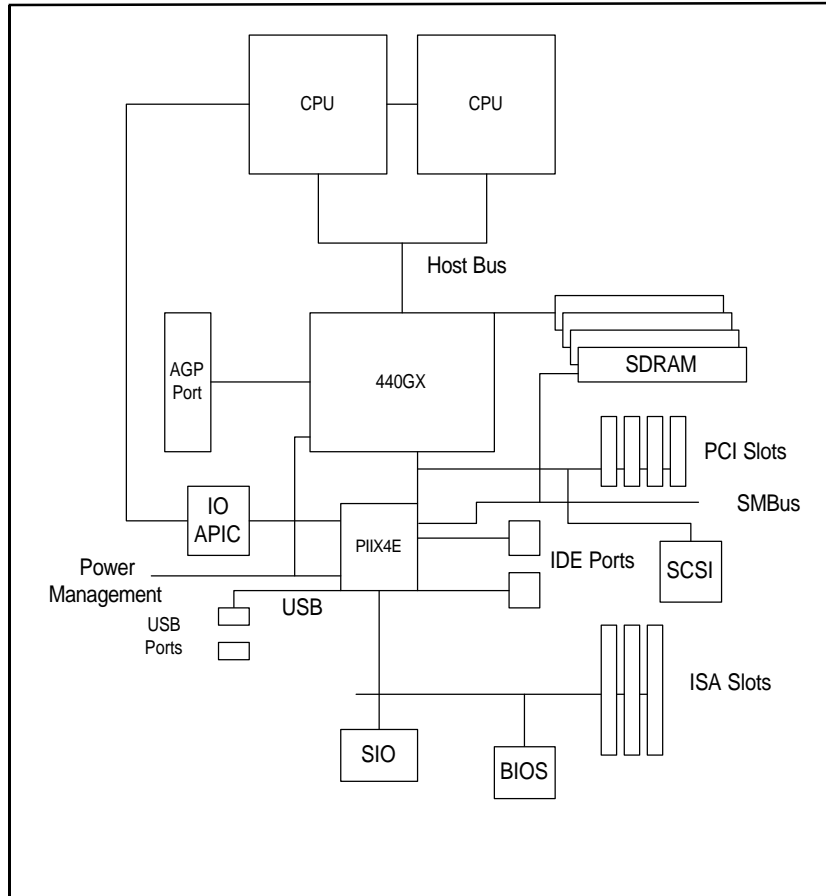 CPU
CPU
Host Bus
AGP
Port
440GX
SDRAM
PCI Slots
SMBus
IO
APIC
PIIX4E
IDE Ports
SCSI
Power
Management
USB
USB
Ports
ISA Slots
SIO
BIOS